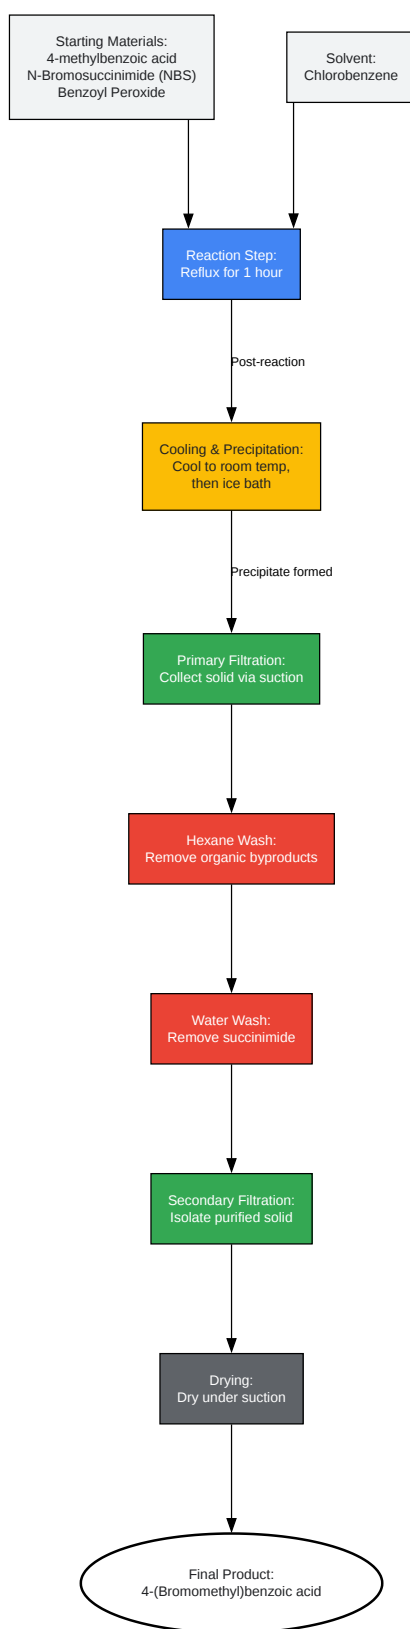 Starting Materials:
4-methylbenzoic acid
N-Bromosuccinimide (NBS)
Benzoyl Peroxide
Solvent:
Chlorobenzene
Reaction Step:
Reflux for 1 hour
Post-reaction
Cooling & Precipitation:
Cool to room temp,
then ice bath
Precipitate formed
Primary Filtration:
Collect solid via suction
Hexane Wash:
Remove organic byproducts
Water Wash:
Remove succinimide
Secondary Filtration:
Isolate purified solid
Drying:
Dry under suction
Final Product:
4-(Bromomethyl)benzoic acid